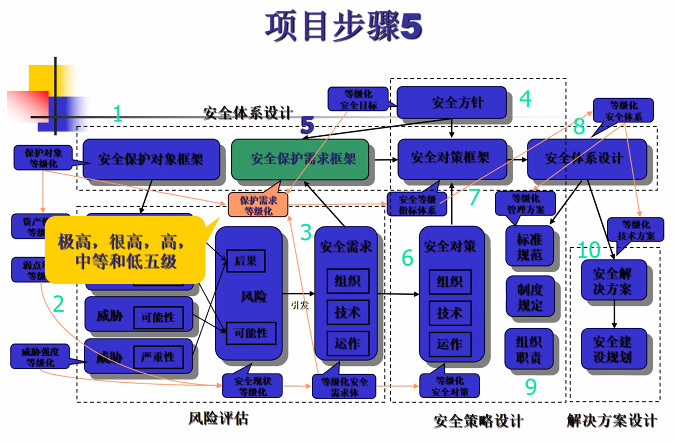 项目步骤5
等级化
安全目标
安全方针
4
等级化
安全体系
1
安全体系设计
5
8
保护对象
等级化
安全保护对象框架
安全保护需求框架
安全对策框架
安全体系设计
保护需求
等级化
安全等级
指标体系
7
等级化
管理方案
等级化
技术方案
极高，很高，高，
中等和低五级
3
安全需求
6
安全对策
标准
规范
10
后果
风险
可能性
引发
组织
技术
运作
组织
技术
运作
安全解
决方案
2
威胁
可能性
制度
规定
威胁
严重性
组织
职责
安全建
设规划
威胁强度
等级化
安全现状
等级化
等级化安全
需求体
等级化
安全对策
9
风险评估
安全策略设计
解决方案设计